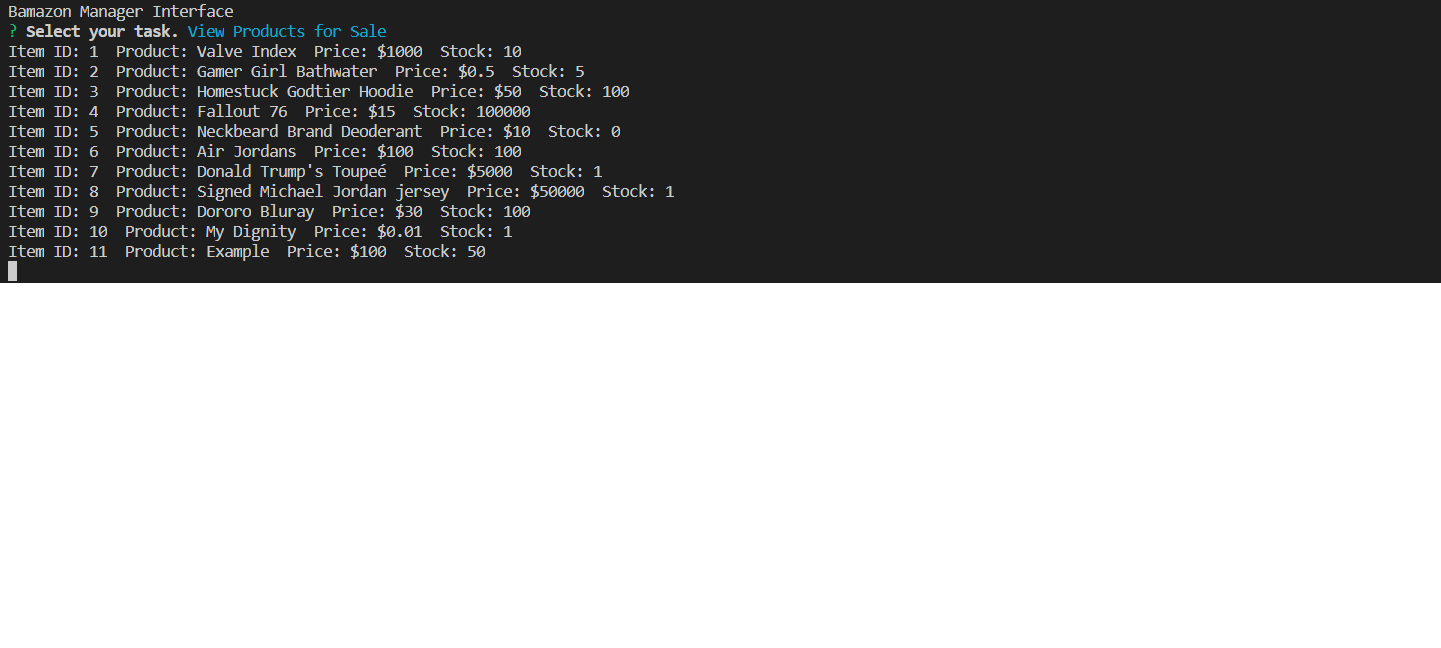 Bamazon Manager Interface
? Select your task. View Products for Sale
Item ID: 1  Product: Valve Index  Price: $1000  Stock: 10
Item ID: 2  Product: Gamer Girl Bathwater  Price: $0.5  Stock: 5
Item ID: 3  Product: Homestuck Godtier Hoodie  Price: $50  Stock: 100
Item ID: 4  Product: Fallout 76  Price: $15  Stock: 100000
Item ID: 5  Product: Neckbeard Brand Deoderant  Price: $10  Stock: 0
Item ID: 6  Product: Air Jordans  Price: $100  Stock: 100
Item ID: 7  Product: Donald Trump's Toupeé  Price: $5000  Stock: 1
Item ID: 8  Product: Signed Michael Jordan jersey  Price: $50000  Stock: 1
Item ID: 9  Product: Dororo Bluray  Price: $30  Stock: 100
Item ID: 10  Product: My Dignity  Price: $0.01  Stock: 1
Item ID: 11  Product: Example  Price: $100  Stock: 50